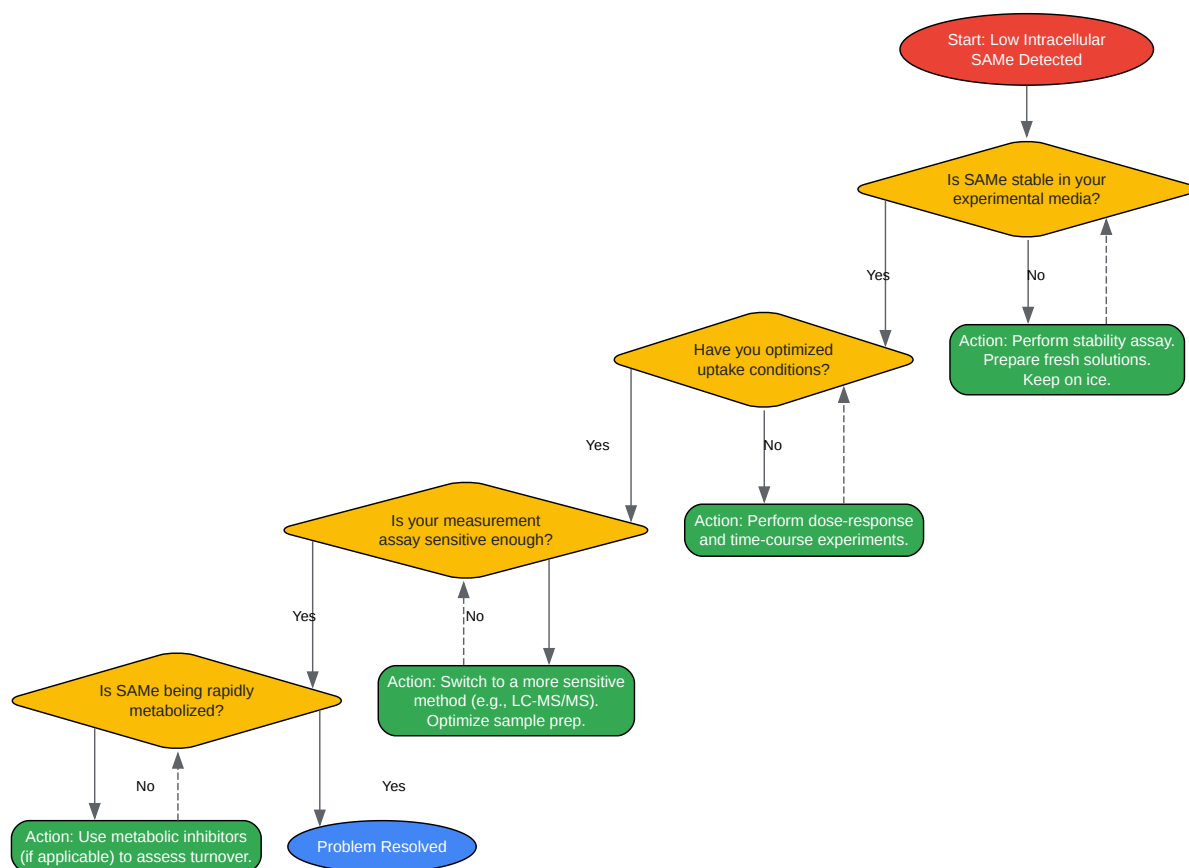 Start: Low Intracellular
SAMe Detected
Is SAMe stable in your
experimental media?
Yes
No
Action: Perform stability assay.
Prepare fresh solutions.
Keep on ice.
Have you optimized
uptake conditions?
Yes
No
Action: Perform dose-response
and time-course experiments.
Is your measurement
assay sensitive enough?
Yes
No
Action: Switch to a more sensitive
method (e.g., LC-MS/MS).
Optimize sample prep.
Is SAMe being rapidly
metabolized?
No
Yes
Action: Use metabolic inhibitors
(if applicable) to assess turnover.
Problem Resolved